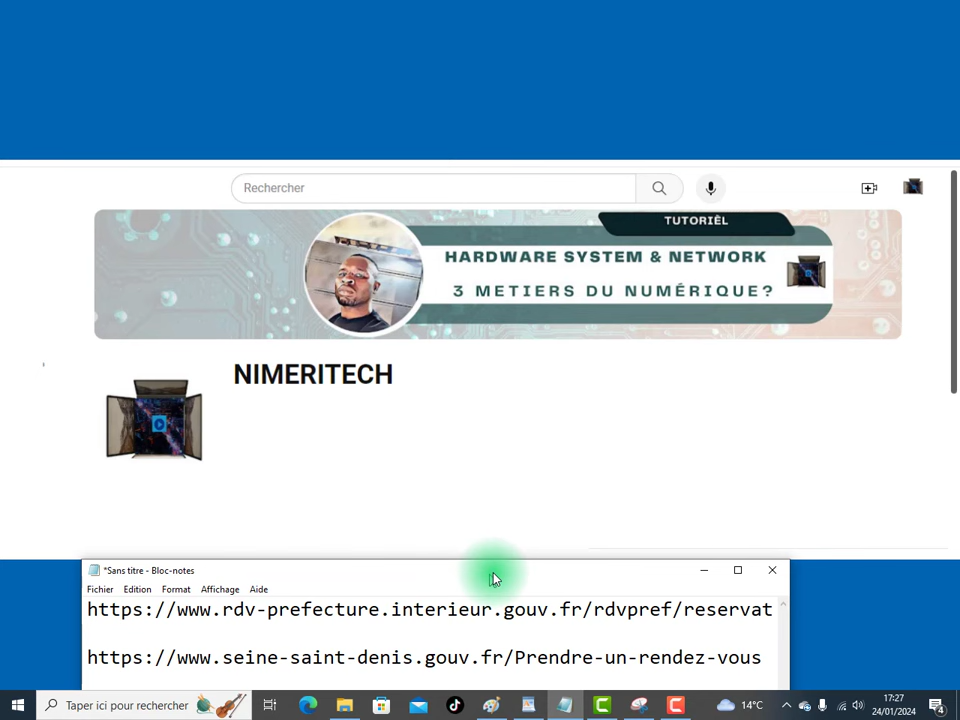 Rechercher
TUTORIÈL
HARDWARE SYSTEM & NETWORK
3 METIERS DU NUMÉRIQUE?
NIMERITECH
*Sans titre - Bloc-notes
Fichier Edition Format Affichage Aide
https://www.rdv-prefecture.interieur.gouv.fr/rdvpref/reservat
https://www.seine-saint-denis.gouv.fr/Prendre-un-rendez-vous
Taper ici pour rechercher
14°C
17:27
24/01/2024
4